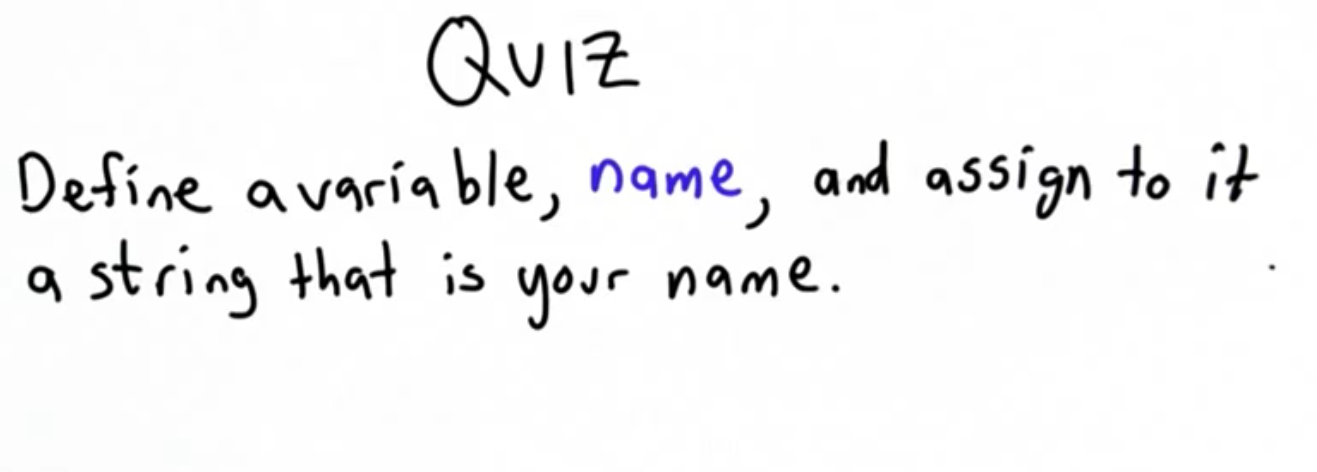 QUIZ
Define a variable, name, and assign to it
a string that is your name.